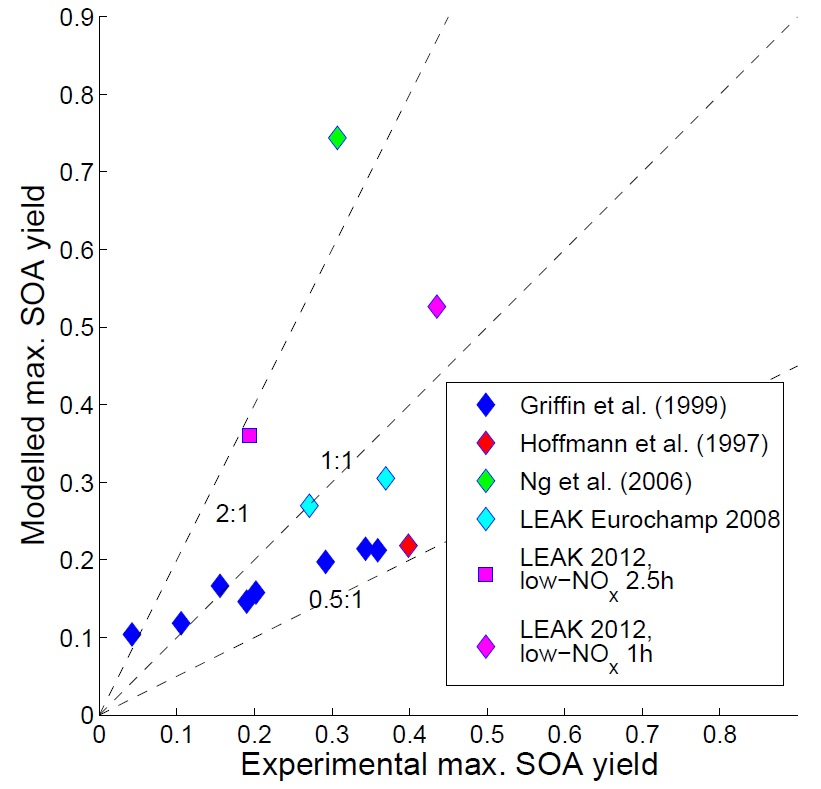 0.9
0.8
0.7
0.6
0.5
0.4
0.3
0.2
0.1
0
Modelled max. SOA yield
2:1
1:1
0.5:1
Griffin et al. (1999)
Hoffmann et al. (1997)
Ng et al. (2006)
LEAK Eurochamp 2008
LEAK 2012,
low−NOx 2.5h
LEAK 2012,
low−NOx 1h
0 0.1 0.2 0.3 0.4 0.5 0.6 0.7 0.8
Experimental max. SOA yield